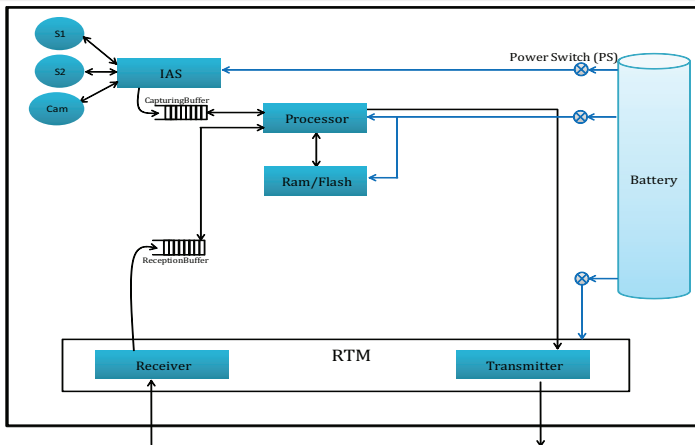 S1
Power Switch (PS)
S2
IAS
Cam
CapturingBuffer
Processor
Ram/Flash
Battery
ReceptionBuffer
RTM
Receiver
Transmitter